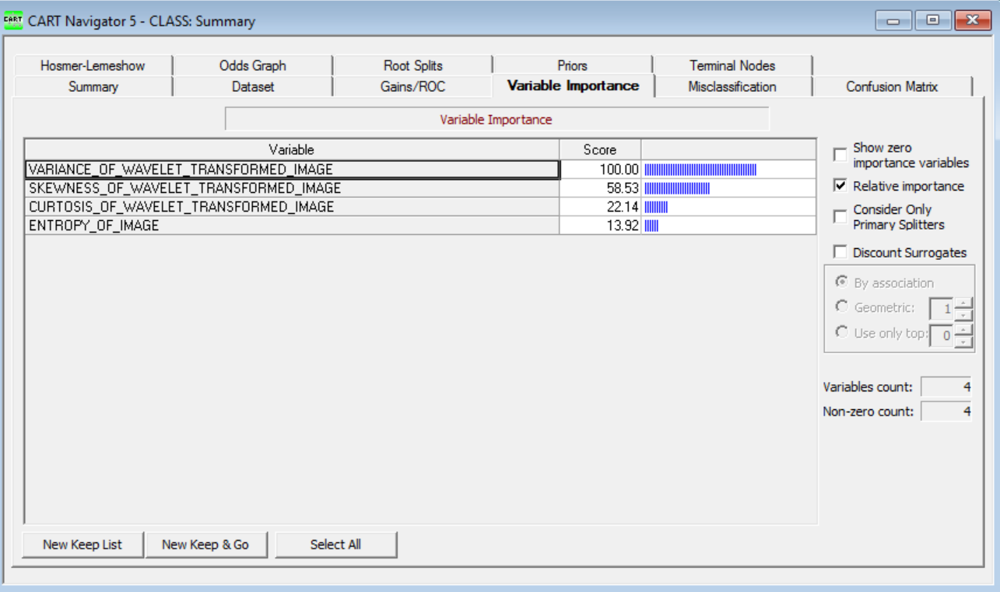 CART CART Navigator 5 - CLASS: Summary
Hosmer-Lemeshow Odds Graph Root Splits Priors Terminal Nodes
Summary Dataset Gains/ROC Variable Importance Misclassification Confusion Matrix
Variable Importance
Variable Score
VARIANCE_OF_WAVELET_TRANSFORMED_IMAGE 100.00
SKEWNESS_OF_WAVELET_TRANSFORMED_IMAGE 58.53
CURTOSIS_OF_WAVELET_TRANSFORMED_IMAGE 22.14
ENTROPY_OF_IMAGE 13.92
Show zero
importance variables
Relative importance
Consider Only
Primary Splitters
Discount Surrogates
By association
Geometric: 1
Use only top: 0
Variables count: 4
Non-zero count: 4
New Keep List New Keep & Go Select All